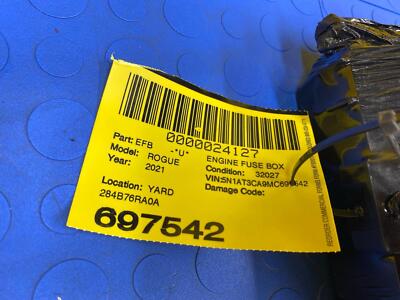 0000024127
Part: EFB -*U* ENGINE FUSE BOX
Model: ROGUE Condition: 32027
Year: 2021 VIN:5N1AT3CA9MC697542
Damage Code:
Location: YARD
284B76RA0A
697542